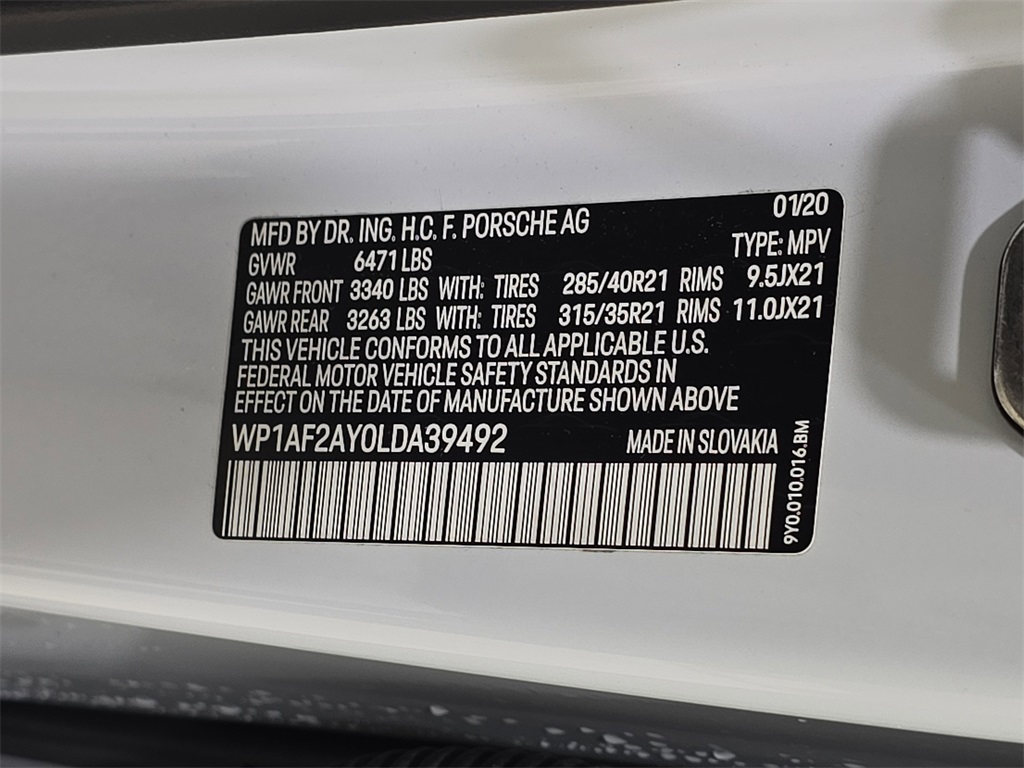 MFD BY DR. ING. H.C. F. PORSCHE AG 01/20
GVWR 6471 LBS TYPE: MPV
GAWR FRONT 3340 LBS WITH: TIRES 285/40R21 RIMS 9.5JX21
GAWR REAR 3263 LBS WITH: TIRES 315/35R21 RIMS 11.0JX21
THIS VEHICLE CONFORMS TO ALL APPLICABLE U.S.
FEDERAL MOTOR VEHICLE SAFETY STANDARDS IN
EFFECT ON THE DATE OF MANUFACTURE SHOWN ABOVE
WP1AF2AY0LDA39492 MADE IN SLOVAKIA
9Y0.010.016.BM